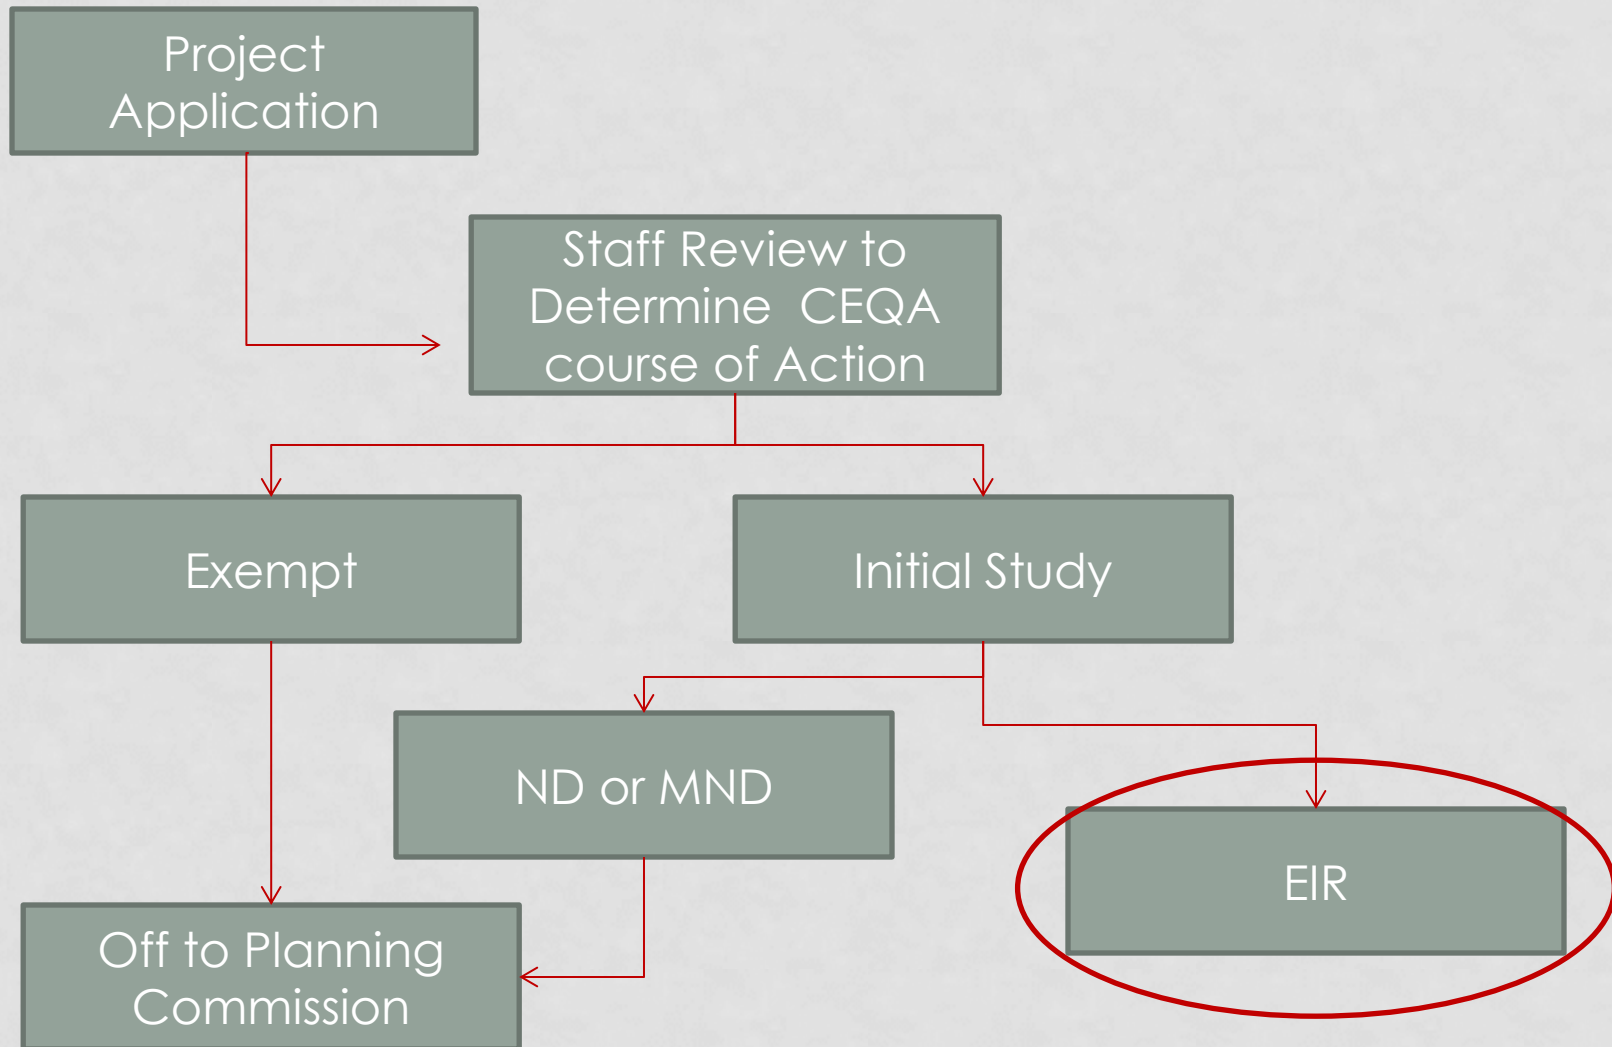 Project
Application
Staff Review to
Determine  CEQA
course of Action
Exempt
Initial Study
ND or MND
EIR
Off to Planning
Commission